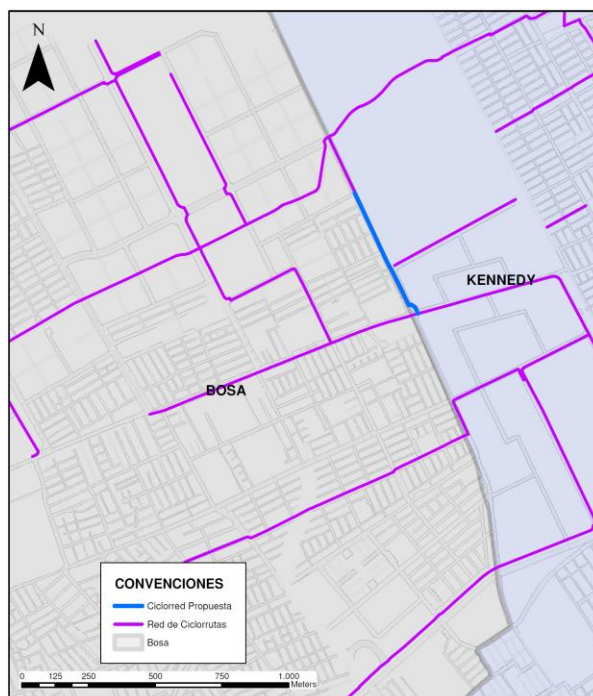 N
KENNEDY
BOSA
CONVENCIONES
Ciclorred Propuesta
Red de Ciclorrutas
Bosa
0 125 250 500 750 1.000
Meters